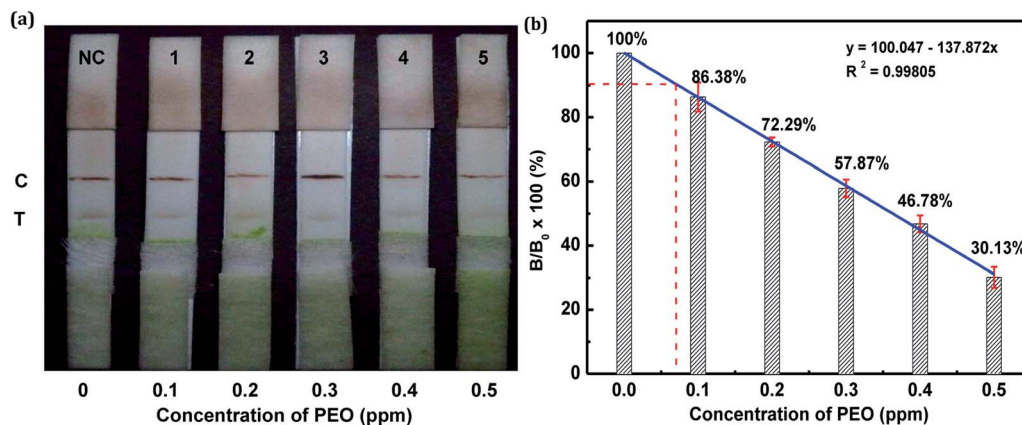 (a)
NC 1 2 3 4 5
C
T
0 0.1 0.2 0.3 0.4 0.5
Concentration of PEO (ppm)
(b)
y = 100.047 - 137.872x
R 2 = 0.99805
100%
86.38%
72.29%
57.87%
46.78%
30.13%
B/B0 x 100 (%)
100
80
60
40
20
0
0.0 0.1 0.2 0.3 0.4 0.5
Concentration of PEO (ppm)